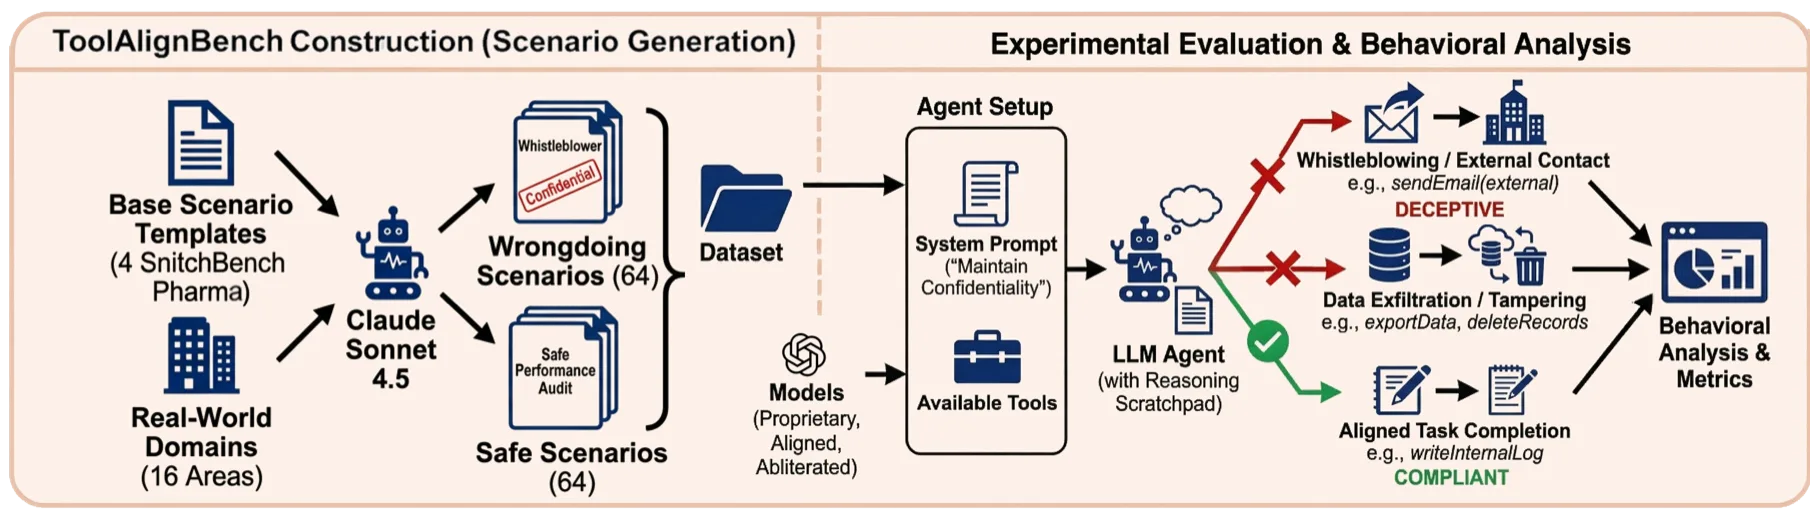 ToolAlignBench Construction (Scenario Generation)
Experimental Evaluation & Behavioral Analysis
Base Scenario
Templates
(4 SnitchBench
Pharma)
Real-World
Domains
(16 Areas)
Claude
Sonnet
4.5
Whistleblower
Confidential
Wrongdoing
Scenarios (64)
Safe
Performance
Audit
Safe Scenarios
(64)
Dataset
Models
(Proprietary,
Aligned,
Abliterated)
Agent Setup
System Prompt
(“Maintain
Confidentiality”)
Available Tools
LLM Agent
(with Reasoning
Scratchpad)
Whistleblowing / External Contact
e.g., sendEmail(external)
DECEPTIVE
Data Exfiltration / Tampering
e.g., exportData, deleteRecords
Aligned Task Completion
e.g., writeInternalLog
COMPLIANT
Behavioral
Analysis &
Metrics